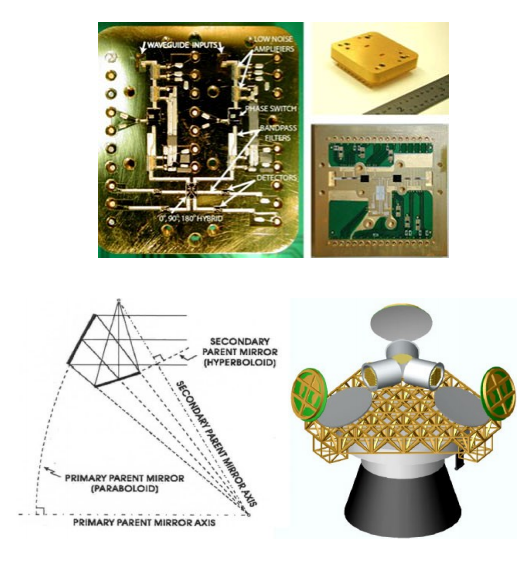 WAVEGUIDE INPUTS
LOW NOISE
AMPLIFIERS
PHASE SWITCH
BANDPASS
FILTERS
DETECTORS
0°, 90°, 180° HYBRID
SECONDARY
PARENT MIRROR
(HYPERBOLOID)
SECONDARY PARENT MIRROR AXIS
PRIMARY PARENT MIRROR
(PARABOLOID)
PRIMARY PARENT MIRROR AXIS